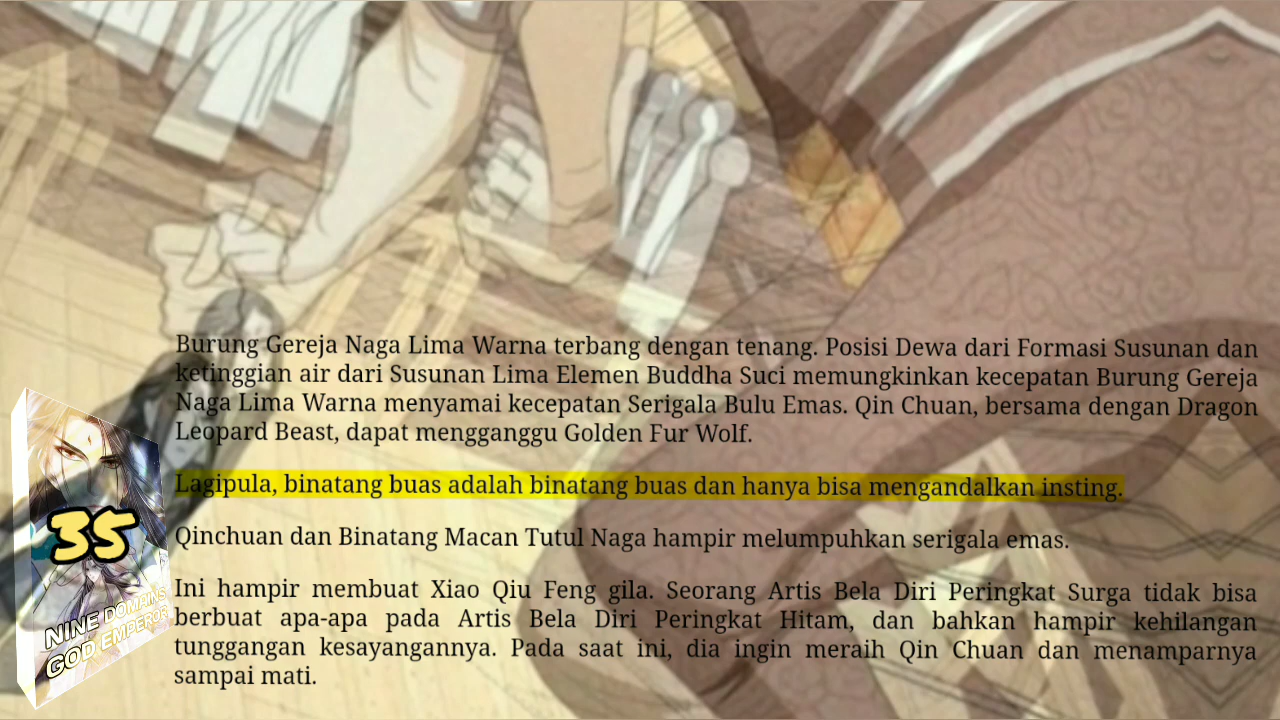 Burung Gereja Naga Lima Warna terbang dengan tenang. Posisi Dewa dari Formasi Susunan dan
ketinggian air dari Susunan Lima Elemen Buddha Suci memungkinkan kecepatan Burung Gereja
Naga Lima Warna menyamai kecepatan Serigala Bulu Emas. Qin Chuan, bersama dengan Dragon
Leopard Beast, dapat mengganggu Golden Fur Wolf.
Lagipula, binatang buas adalah binatang buas dan hanya bisa mengandalkan insting.
Qinchuan dan Binatang Macan Tutul Naga hampir melumpuhkan serigala emas.
Ini hampir membuat Xiao Qiu Feng gila. Seorang Artis Bela Diri Peringkat Surga tidak bisa
berbuat apa-apa pada Artis Bela Diri Peringkat Hitam, dan bahkan hampir kehilangan
tunggangan kesayangannya. Pada saat ini, dia ingin meraih Qin Chuan dan menamparnya
sampai mati.
35
NINE DOMAINS
GOD EMPEROR